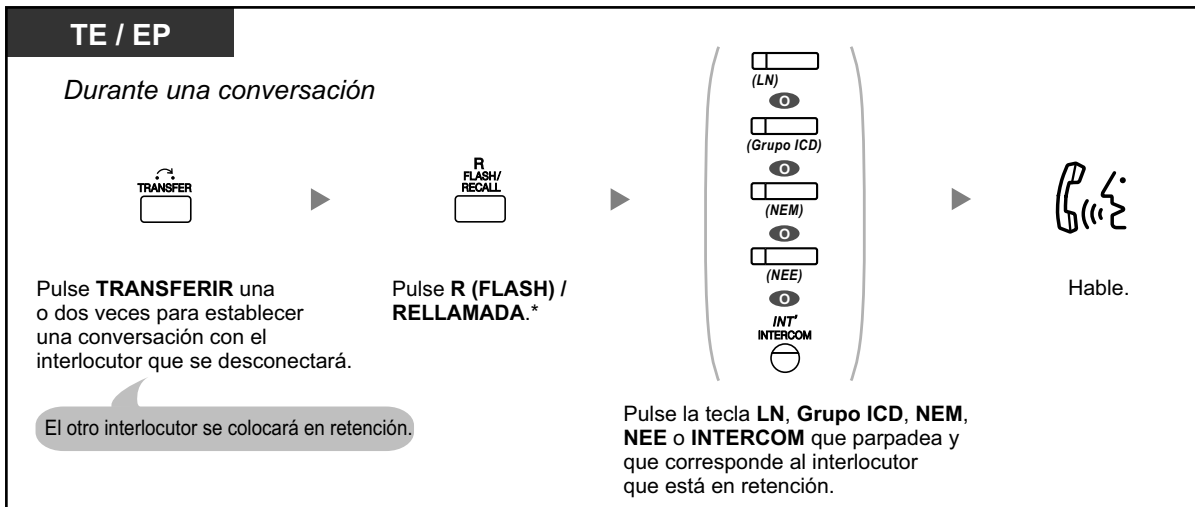 TE / EP
Durante una conversación
TRANSFER
Pulse TRANSFERIR una
o dos veces para establecer
una conversación con el
interlocutor que se desconectará.
El otro interlocutor se colocará en retención.
R
FLASH/
RECALL
Pulse R (FLASH) /
RELLAMADA.*
(LN)
O
(Grupo ICD)
O
(NEM)
O
(NEE)
O
INT'
INTERCOM
Pulse la tecla LN, Grupo ICD, NEM,
NEE o INTERCOM que parpadea y
que corresponde al interlocutor
que está en retención.
Hable.